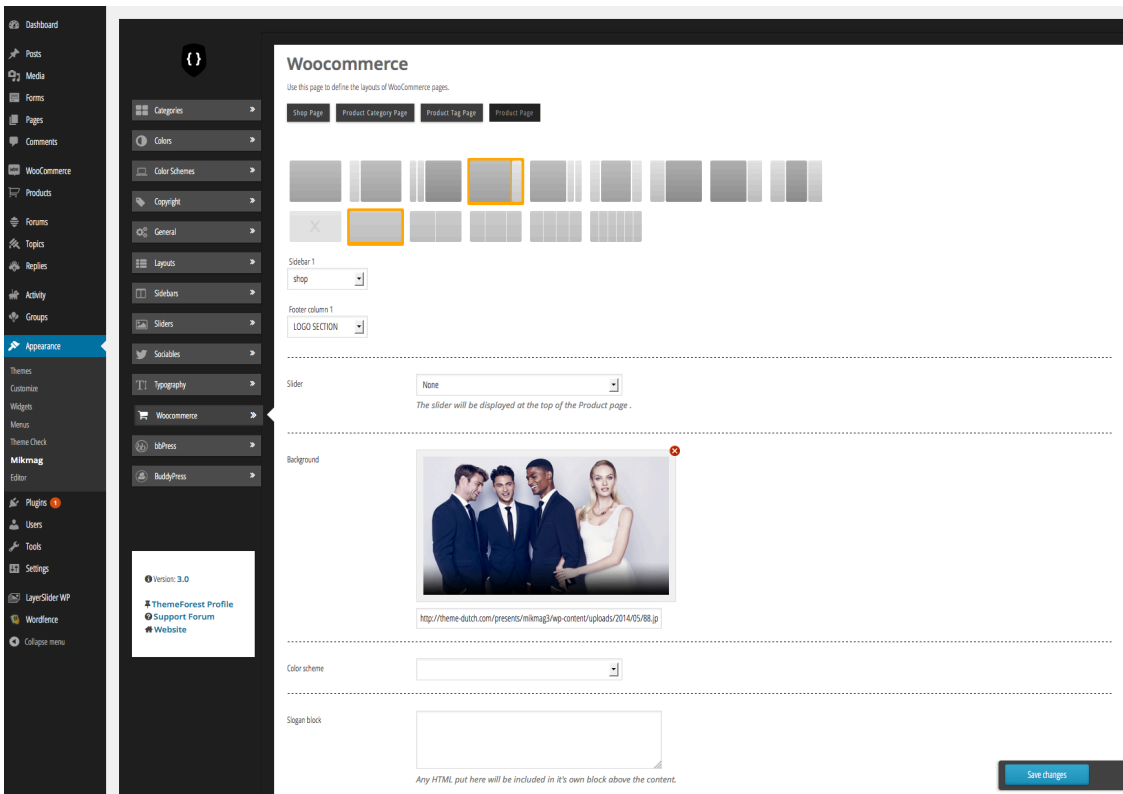 Dashboard
Posts
Media
Forms
Pages
Comments
WooCommerce
Products
Forums
Topics
Replies
Activity
Groups
Appearance
Themes
Customize
Widgets
Menus
Theme Check
Mikmag
Editor
Plugins 1
Users
Tools
Settings
LayerSlider WP
Wordfence
Collapse menu
{ }
Categories »
Colors »
Color Schemes »
Copyright »
General »
Layouts »
Sidebars »
Sliders »
Sociables »
Typography »
Woocommerce »
bbPress »
BuddyPress »
Version: 3.0
ThemeForest Profile
Support Forum
Website
Woocommerce
Use this page to define the layouts of WooCommerce pages.
Shop Page Product Category Page Product Tag Page Product Page
X
Sidebar 1
shop
Footer column 1
LOGO SECTION
Slider None
The slider will be displayed at the top of the Product page .
Background
http://theme-dutch.com/presents/mikmag3/wp-content/uploads/2014/05/88.jp
Color scheme
Slogan block
Any HTML put here will be included in it's own block above the content.
Save changes